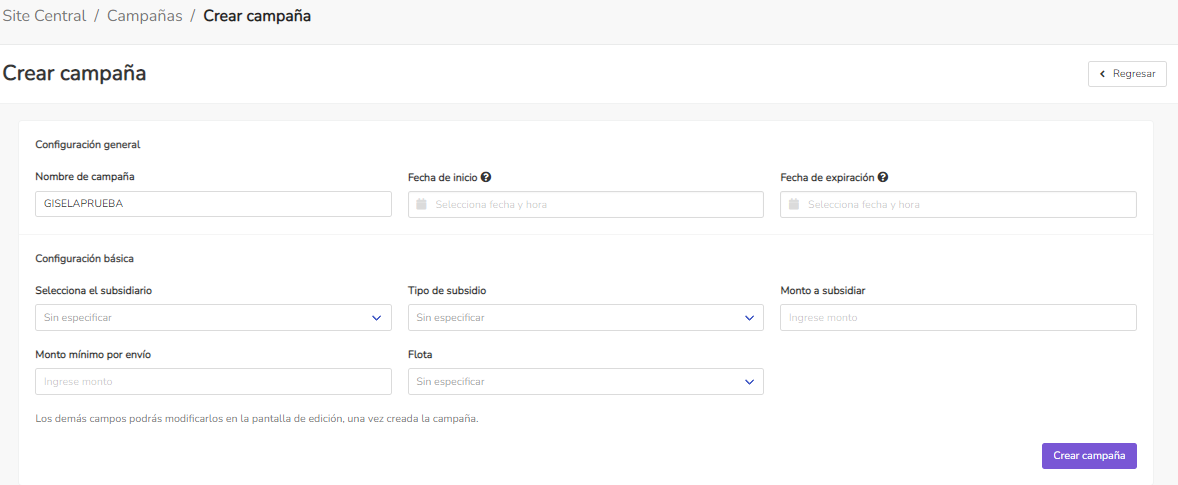 Site Central / Campañas / Crear campaña
Crear campaña
Regresar
Configuración general
Nombre de campaña
Fecha de inicio
Fecha de expiración
GISELAPRUEBA
Selecciona fecha y hora
Selecciona fecha y hora
Configuración básica
Selecciona el subsidiario
Tipo de subsidio
Monto a subsidiar
Sin especificar
Sin especificar
Ingrese monto
Monto mínimo por envío
Flota
Ingrese monto
Sin especificar
Los demás campos podrás modificarlos en la pantalla de edición, una vez creada la campaña.
Crear campaña